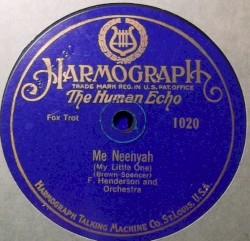 HARMOGRAPH
TRADE MARK REG. IN U.S. PAT. OFFICE
The Human Echo
Fox Trot
1020
Me Neenyah
(My Little One)
(Brown-Spencer)
F. Henderson and
Orchestra
HARMOGRAPH TALKING MACHINE CO. ST. LOUIS, U.S.A.